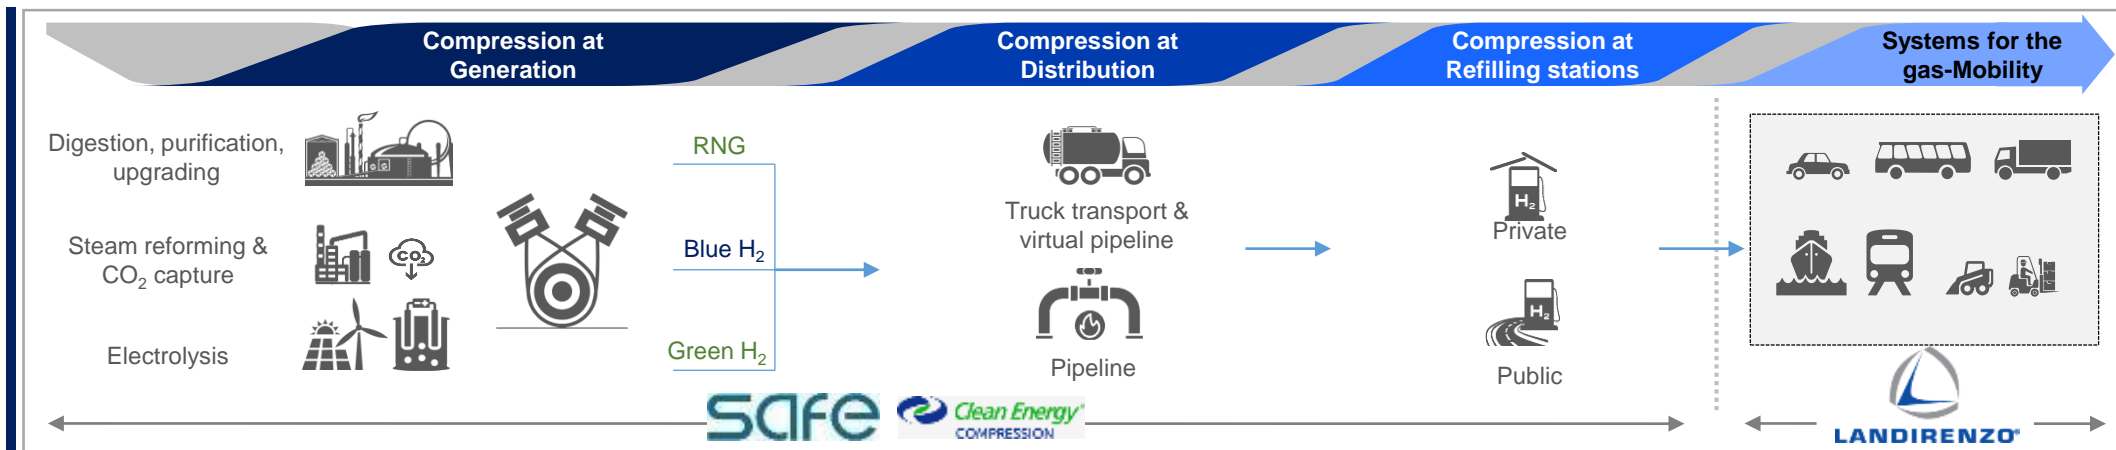 Compression at
Generation
Compression at
Distribution
Compression at
Refilling stations
Systems for the
gas-Mobility
Digestion, purification,
upgrading
Steam reforming &
CO₂ capture
CO₂
Electrolysis
RNG
Blue H₂
Green H₂
Truck transport &
virtual pipeline
Pipeline
H₂
Private
H₂
Public
safe
Clean Energy
COMPRESSION
LANDIRENZO®